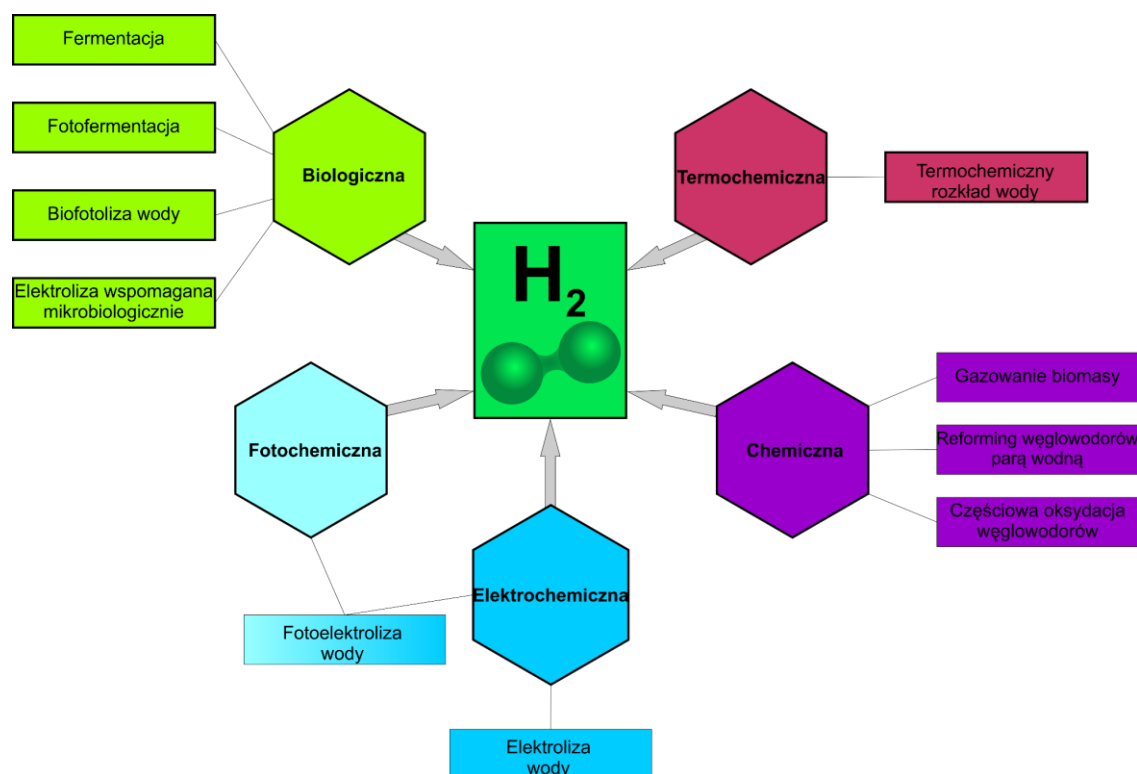 Fermentacja
Fotofermentacja
Biofotoliza wody
Elektroliza wspomagana
mikrobiologicznie
Biologiczna
Termochemiczna
Termochemiczny
rozkład wody
H2
Fotochemiczna
Chemiczna
Gazowanie biomasy
Reforming węglowodorów
parą wodną
Częściowa oksydacja
węglowodorów
Elektrochemiczna
Fotoelektroliza
wody
Elektroliza
wody